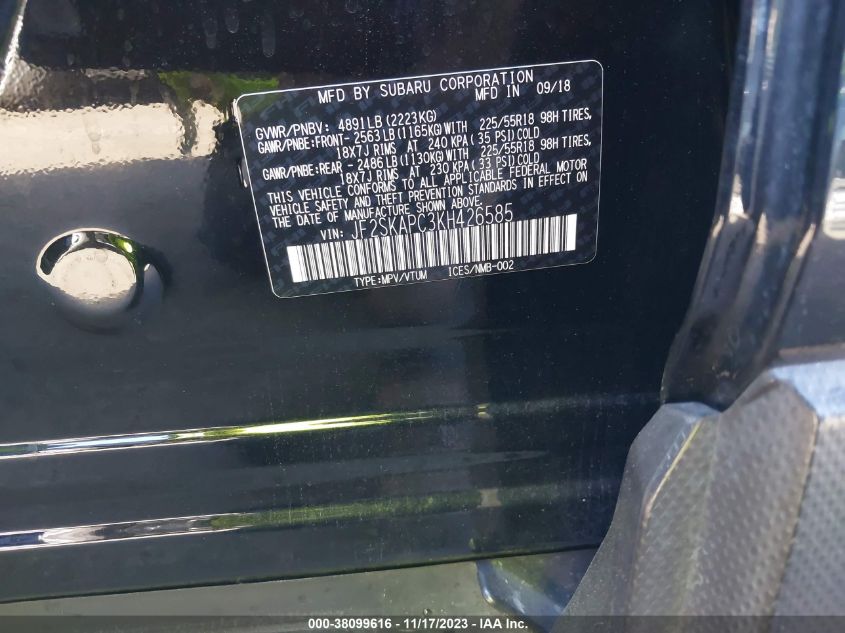 MFD BY SUBARU CORPORATION
MFD IN 09/18
GVWR/PNBV: 4891LB (2223KG)
GAWR/PNBE:FRONT- 2563LB(1165KG)WITH 225/55R18 98H TIRES,
18X7J RIMS AT 240 KPA( 35 PSI)COLD
GAWR/PNBE:REAR - 2486LB(1130KG)WITH 225/55R18 98H TIRES,
18X7J RIMS AT 230 KPA( 33 PSI)COLD
THIS VEHICLE CONFORMS TO ALL APPLICABLE FEDERAL MOTOR
VEHICLE SAFETY AND THEFT PREVENTION STANDARDS IN EFFECT ON
THE DATE OF MANUFACTURE SHOWN ABOVE.
VIN: JF2SKAPC3KH426585
TYPE:MPV/VTUM ICES/NMB-002
000-38099616 - 11/17/2023 - IAA Inc.